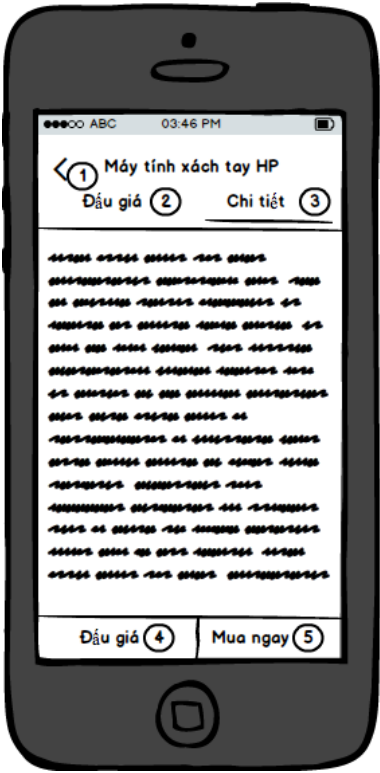 ABC 03:46 PM
1 Máy tính xách tay HP
Đấu giá 2 Chi tiết 3
Đấu giá 4 Mua ngay 5